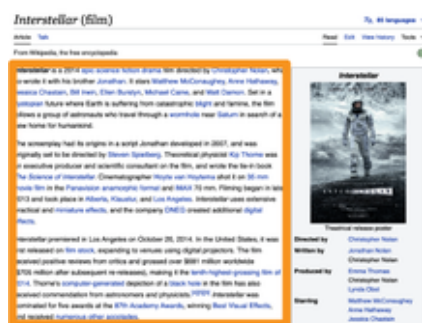 Interstellar (film)
85 languages
Article Talk
Read Edit View history Tools
From Wikipedia, the free encyclopedia
Interstellar is a 2014 epic science fiction drama film directed by Christopher Nolan, who
co-wrote it with his brother Jonathan. It stars Matthew McConaughey, Anne Hathaway,
Jessica Chastain, Bill Irwin, Ellen Burstyn, Michael Caine, and Matt Damon. Set in a
dystopian future where Earth is suffering from catastrophic blight and famine, the film
follows a group of astronauts who travel through a wormhole near Saturn in search of a
new home for humankind.
The screenplay had its origins in a script Jonathan developed in 2007, and was
originally set to be directed by Steven Spielberg. Theoretical physicist Kip Thorne was
an executive producer and scientific consultant on the film, and wrote the tie-in book
The Science of Interstellar. Cinematographer Hoyte van Hoytema shot it on 35 mm
movie film in the Panavision anamorphic format and IMAX 70 mm. Filming began in late
2013 and took place in Alberta, Klaustur, and Los Angeles. Interstellar uses extensive
practical and miniature effects, and the company DNEG created additional digital
effects.
Interstellar premiered in Los Angeles on October 26, 2014. In the United States, it was
first released on film stock, expanding to venues using digital projectors. The film
received positive reviews from critics and grossed over $681 million worldwide
($705 million after subsequent re-releases), making it the tenth-highest-grossing film of
2014. Thorne's computer-generated depiction of a black hole in the film has also
received commendation from astronomers and physicists. Interstellar was
nominated for five awards at the 87th Academy Awards, winning Best Visual Effects,
and received numerous other accolades.
Interstellar
INTERSTELLAR
Theatrical release poster
Directed by Christopher Nolan
Written by Jonathan Nolan
Christopher Nolan
Produced by Emma Thomas
Christopher Nolan
Lynda Obst
Starring Matthew McConaughey
Anne Hathaway
Jessica Chastain